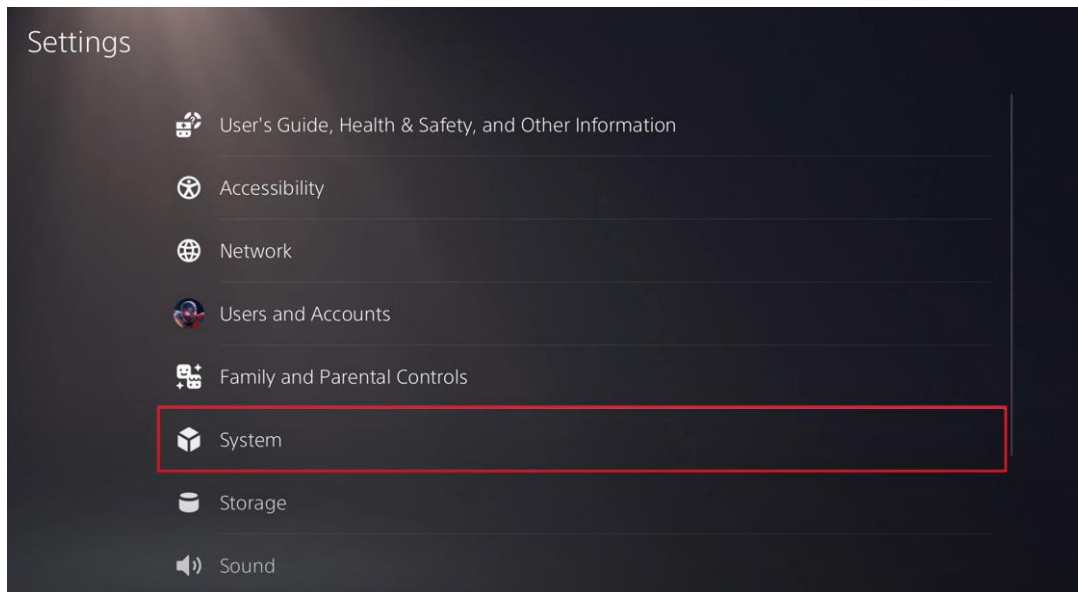 Settings
User's Guide, Health & Safety, and Other Information
Accessibility
Network
Users and Accounts
Family and Parental Controls
System
Storage
Sound